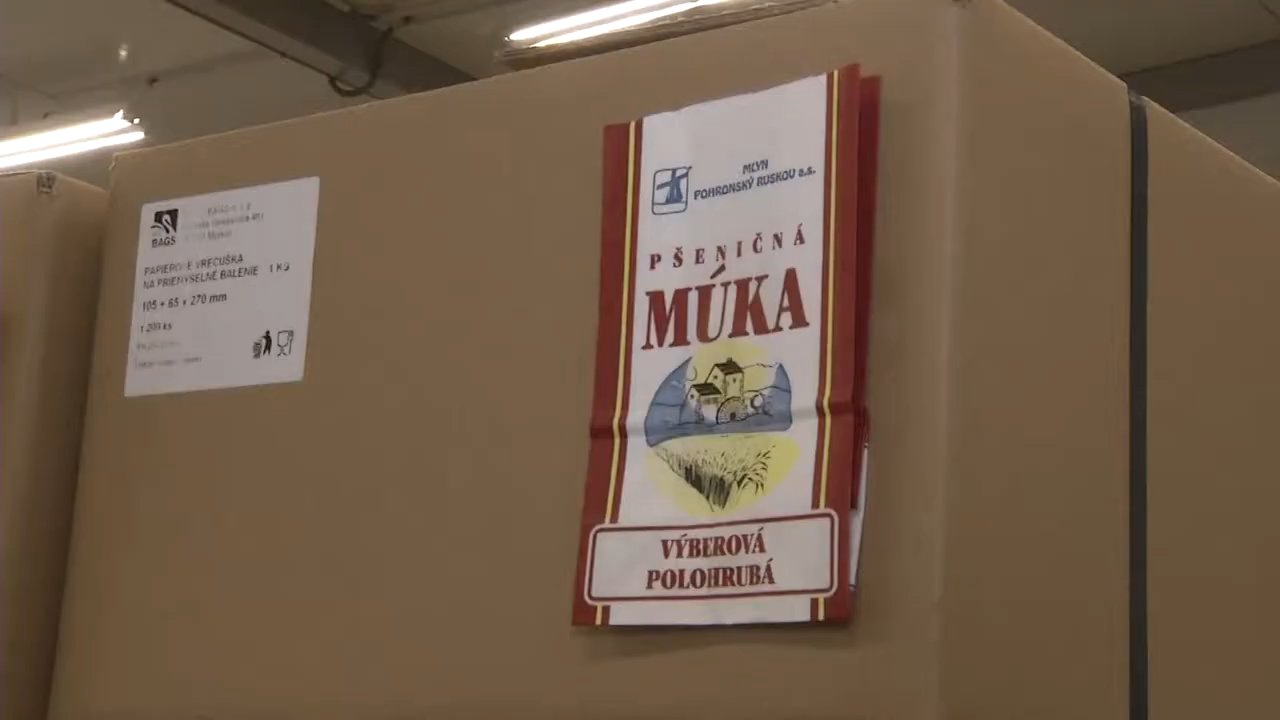 BAGS
PAPIEROVÉ VRECÚŠKA
NA PRIEMYSELNÉ BALENIE 1 KG
105 + 65 x 270 mm
1 200 ks
MLYN
POHRONSKÝ RUSKOV a.s.
PŠENIČNÁ
MÚKA
VÝBEROVÁ
POLOHRUBÁ